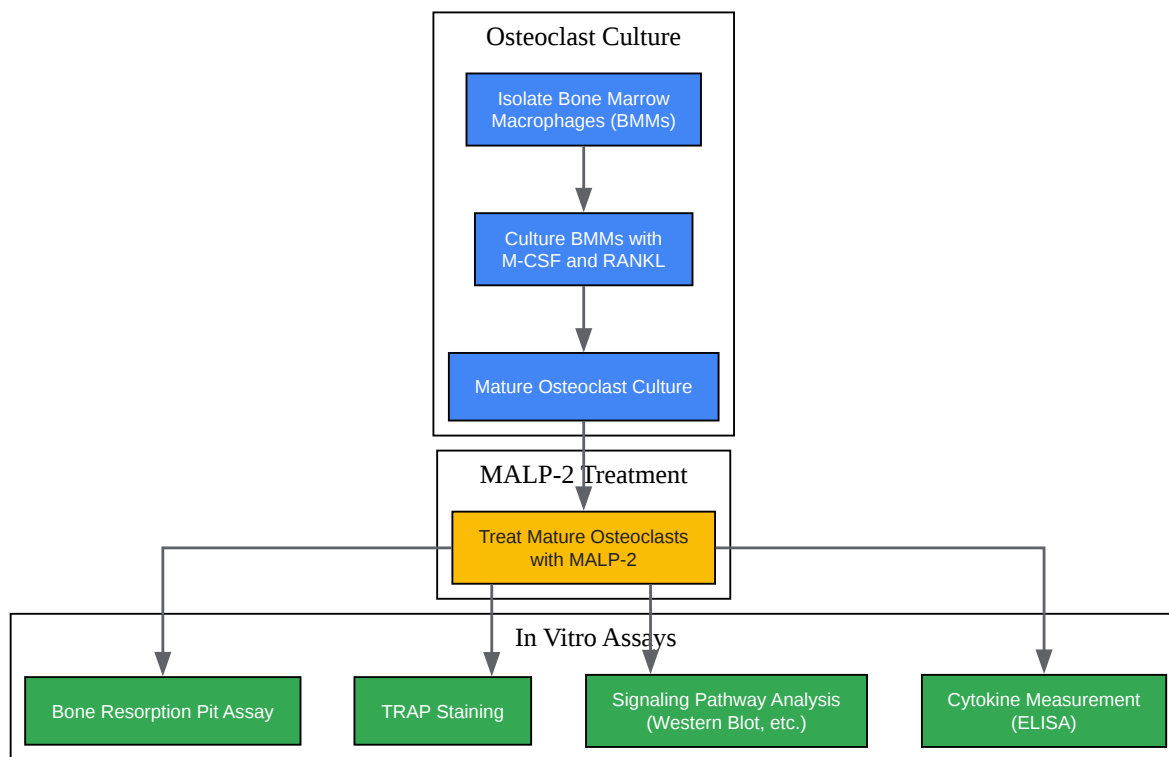 Osteoclast Culture
Isolate Bone Marrow
Macrophages (BMMs)
Culture BMMs with
M-CSF and RANKL
Mature Osteoclast Culture
MALP-2 Treatment
Treat Mature Osteoclasts
with MALP-2
In Vitro Assays
Bone Resorption Pit Assay
TRAP Staining
Signaling Pathway Analysis
(Western Blot, etc.)
Cytokine Measurement
(ELISA)